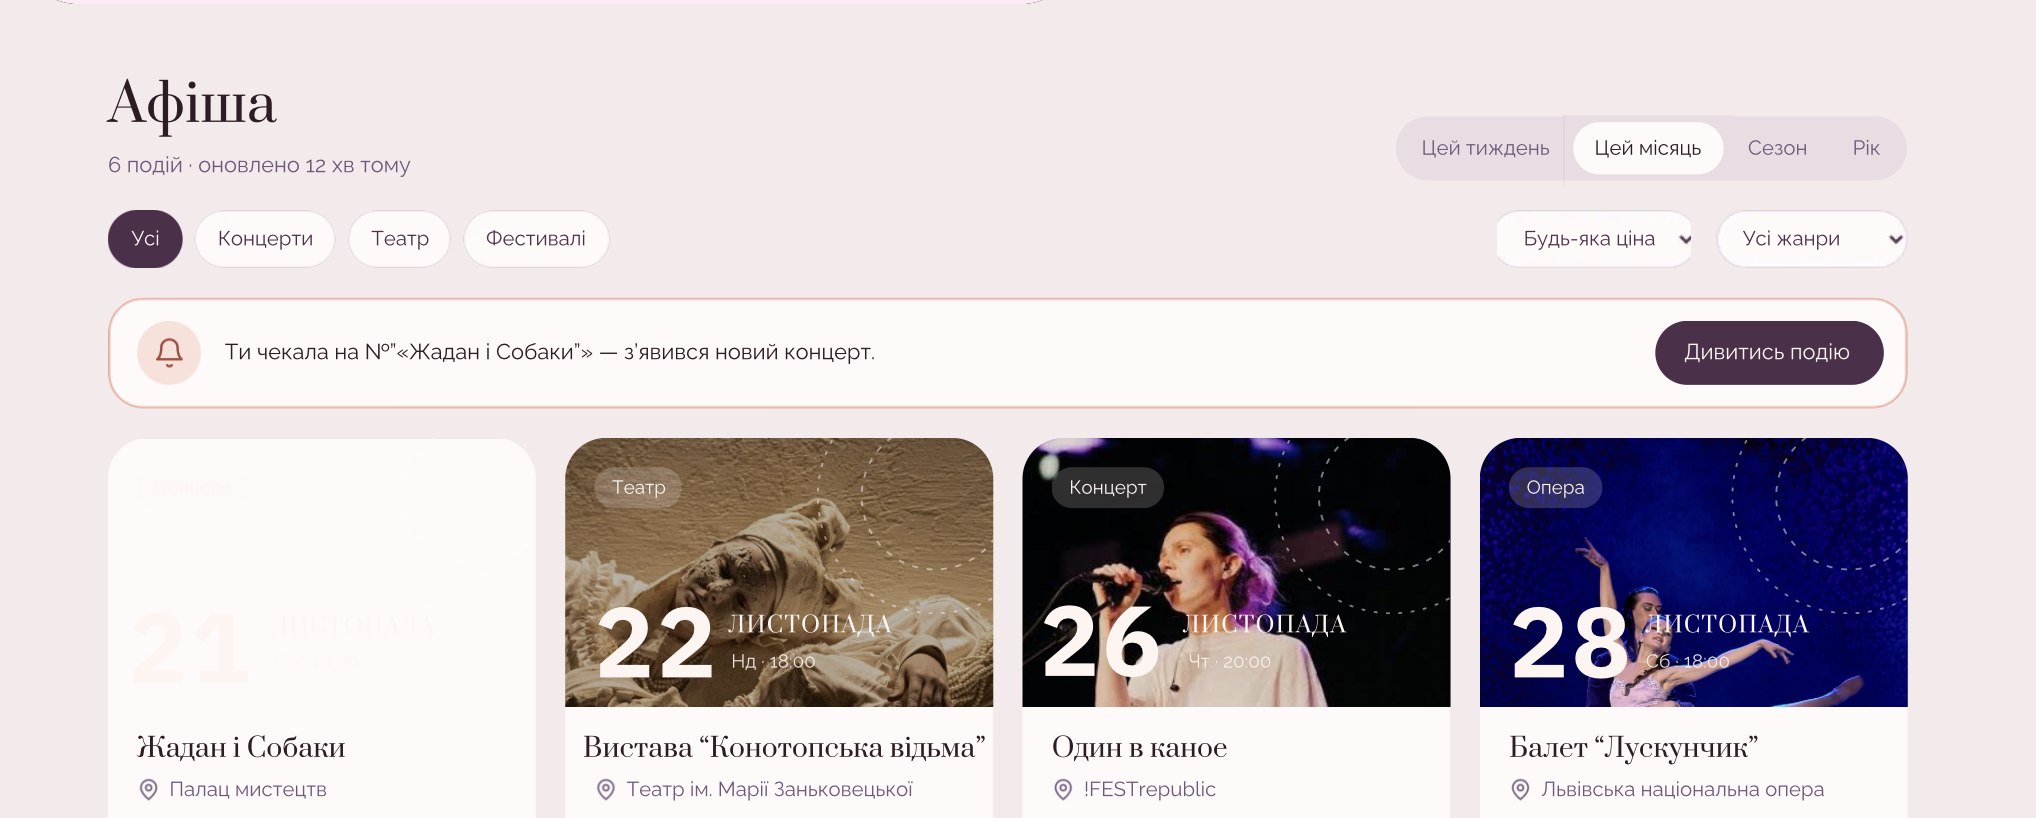 Афіша
6 подій · оновлено 12 хв тому
Цей тиждень
Цей місяць
Сезон
Рік
Усі
Концерти
Театр
Фестивалі
Будь-яка ціна
Усі жанри
Ти чекала на №"«Жадан і Собаки"» — з'явився новий концерт.
Дивитись подію
Концерт
21 ЛИСТОПАДА
Жадан і Собаки
Палац мистецтв
Театр
22 ЛИСТОПАДА
Нд · 18:00
Вистава “Конотопська відьма”
Театр ім. Марії Заньковецької
Концерт
26 ЛИСТОПАДА
Чт · 20:00
Один в каное
!FESTrepublic
Опера
28 ЛИСТОПАДА
Сб · 18:00
Балет “Лускунчик”
Львівська національна опера